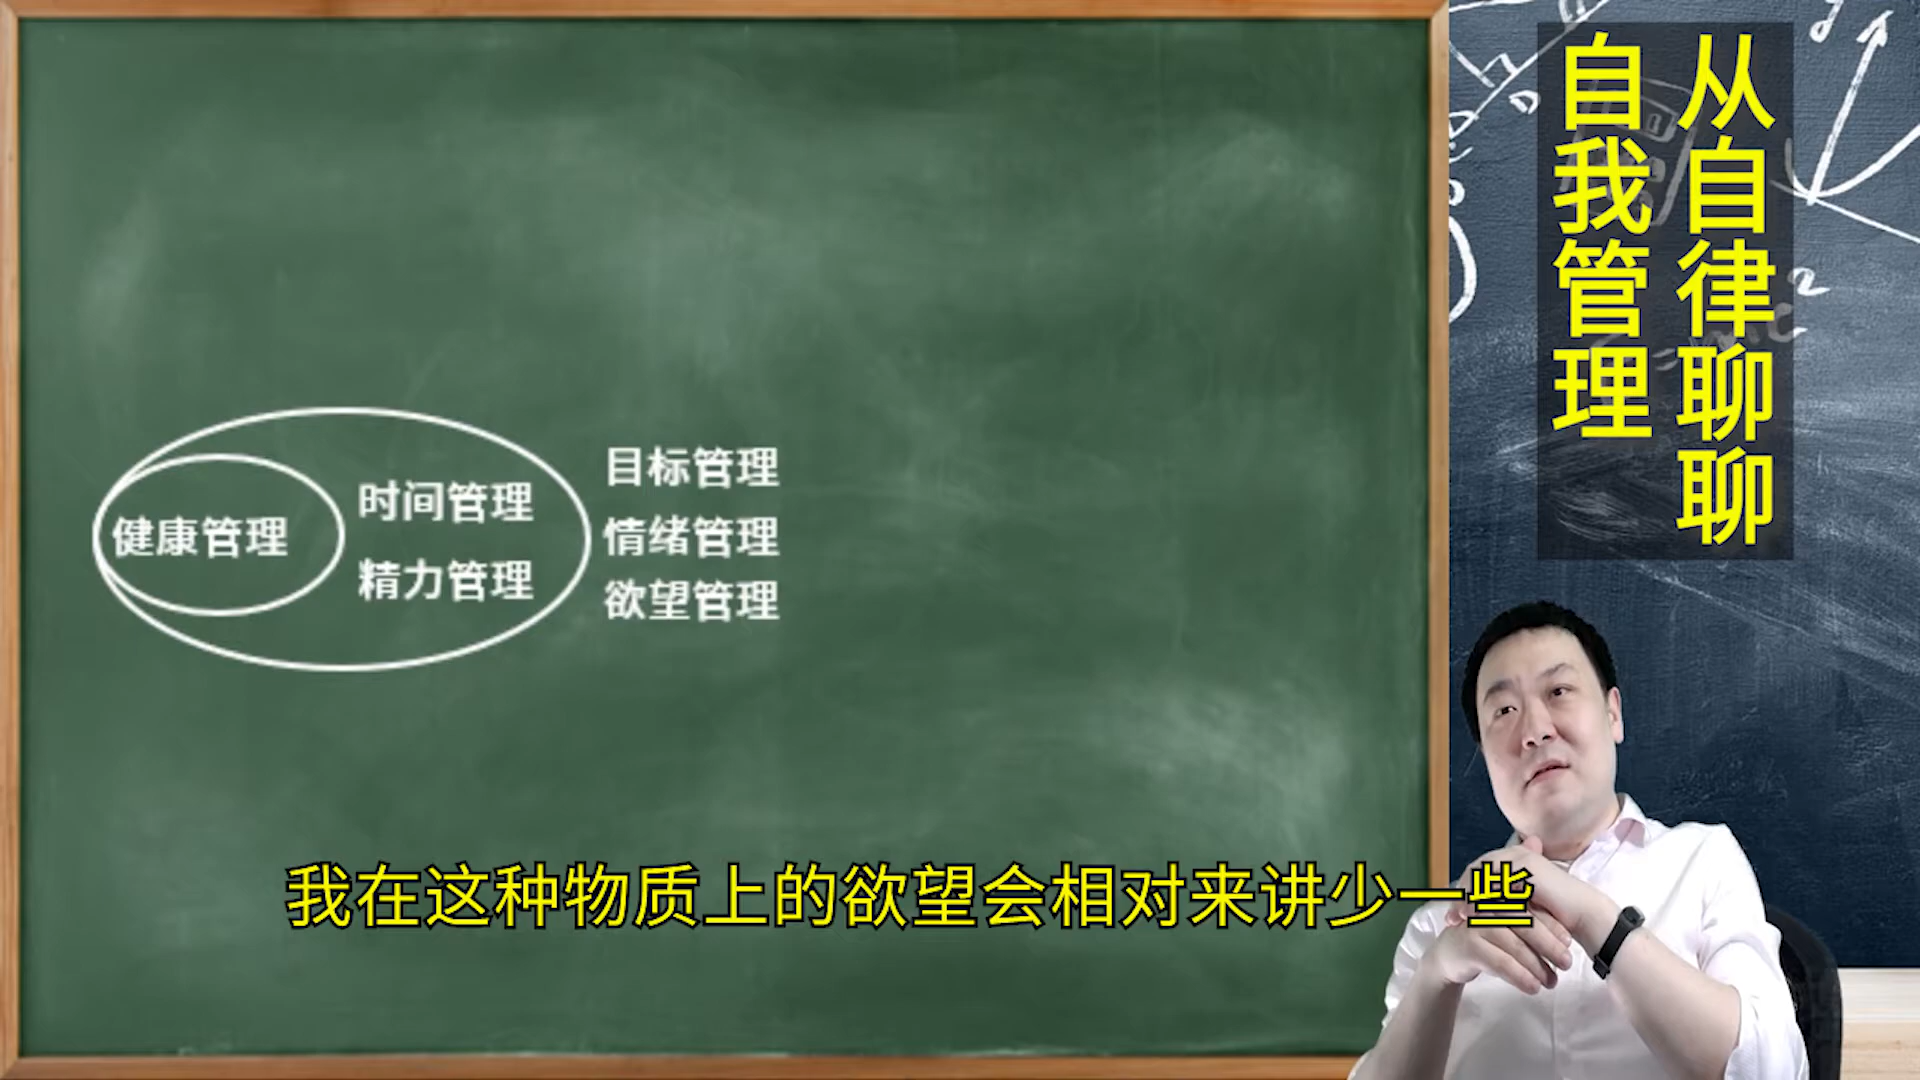 从自律聊聊
自我管理
健康管理
时间管理
精力管理
目标管理
情绪管理
欲望管理
我在这种物质上的欲望会相对来讲少一些